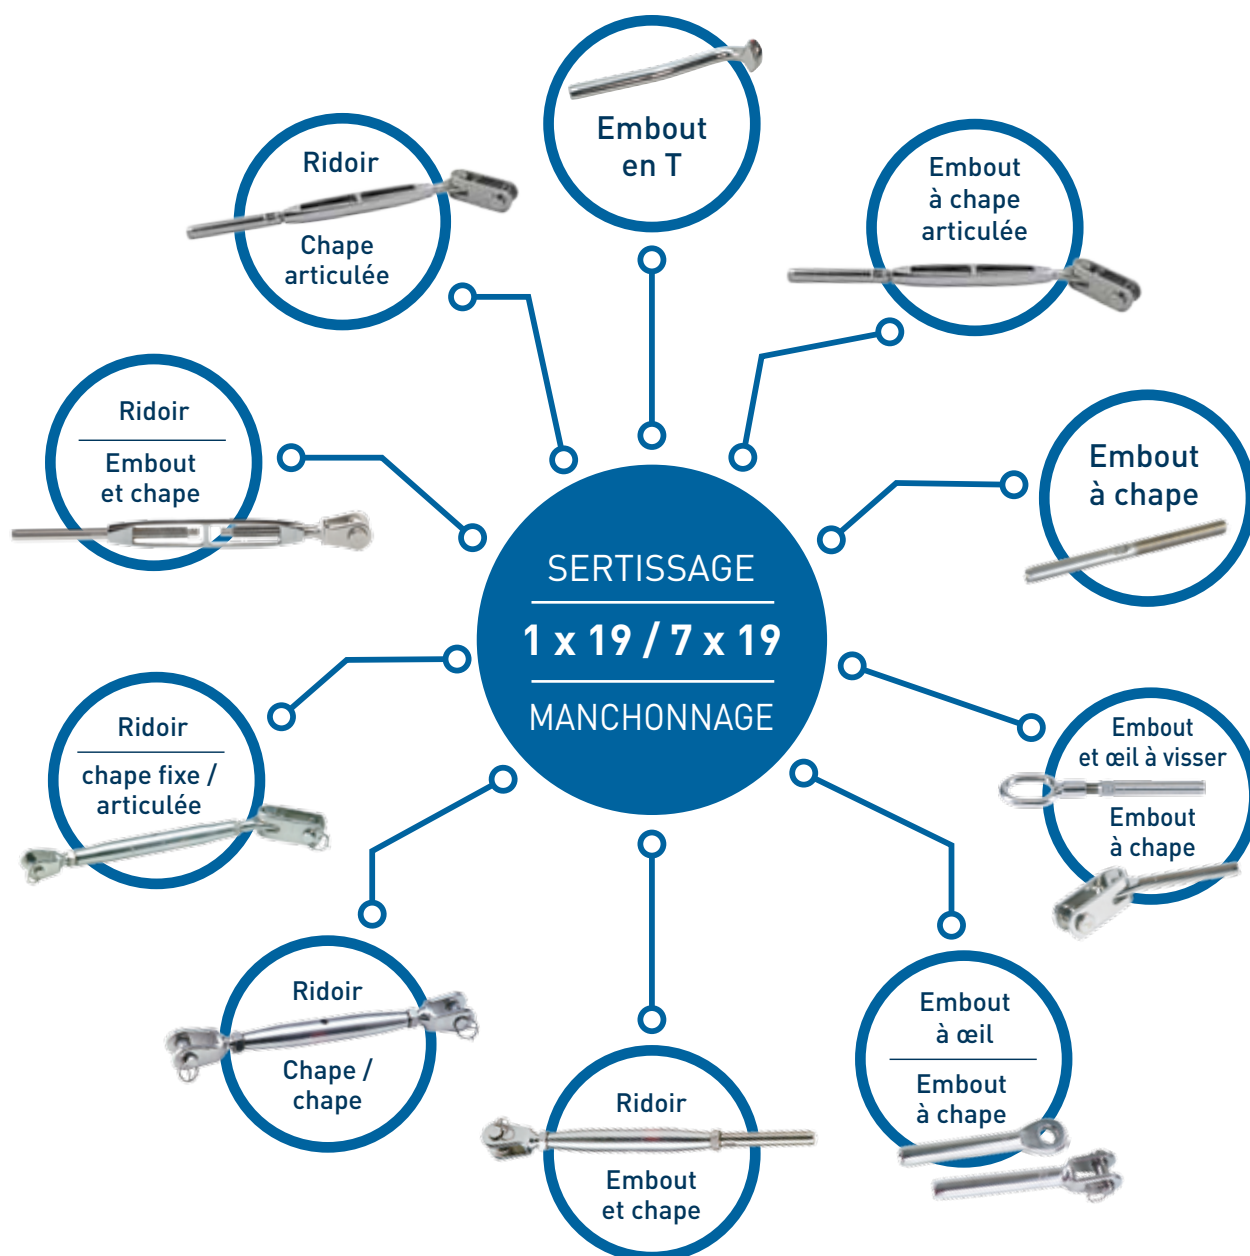 Embout
en T
Ridoir
Chape
articulée
Embout
à chape
articulée
Ridoir
Embout
et chape
Embout
à chape
SERTISSAGE
1 x 19 / 7 x 19
MANCHONNAGE
Ridoir
chape fixe /
articulée
Embout
et œil à visser
Embout
à chape
Ridoir
Chape /
chape
Ridoir
Embout
et chape
Embout
à œil
Embout
à chape